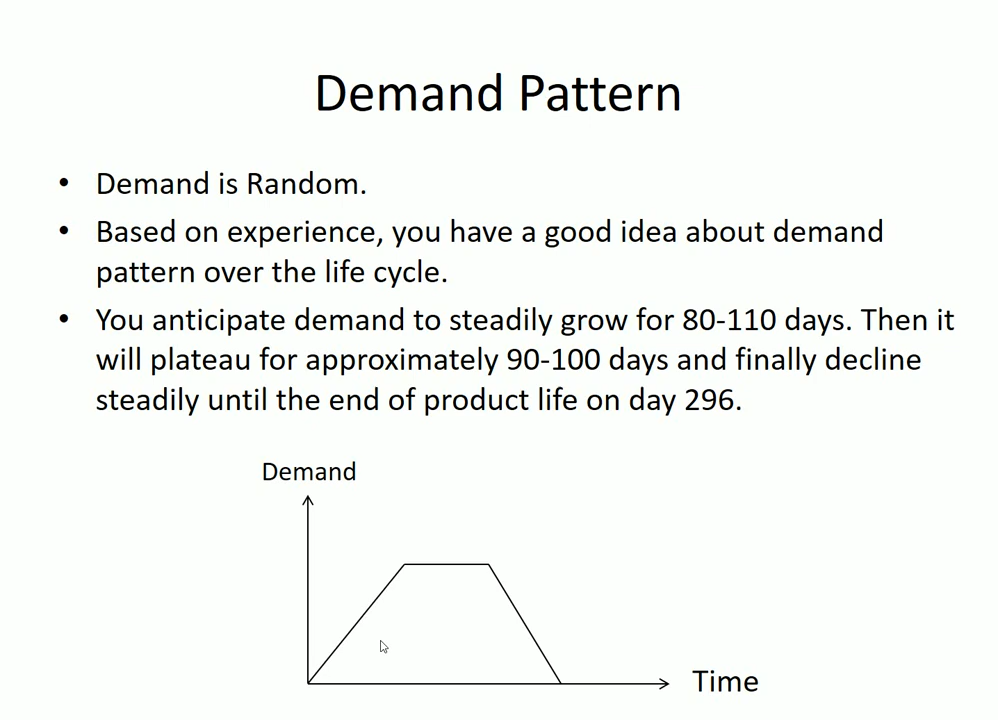 Demand Pattern
• Demand is Random.
• Based on experience, you have a good idea about demand
pattern over the life cycle.
• You anticipate demand to steadily grow for 80-110 days. Then it
will plateau for approximately 90-100 days and finally decline
steadily until the end of product life on day 296.
Demand
Time